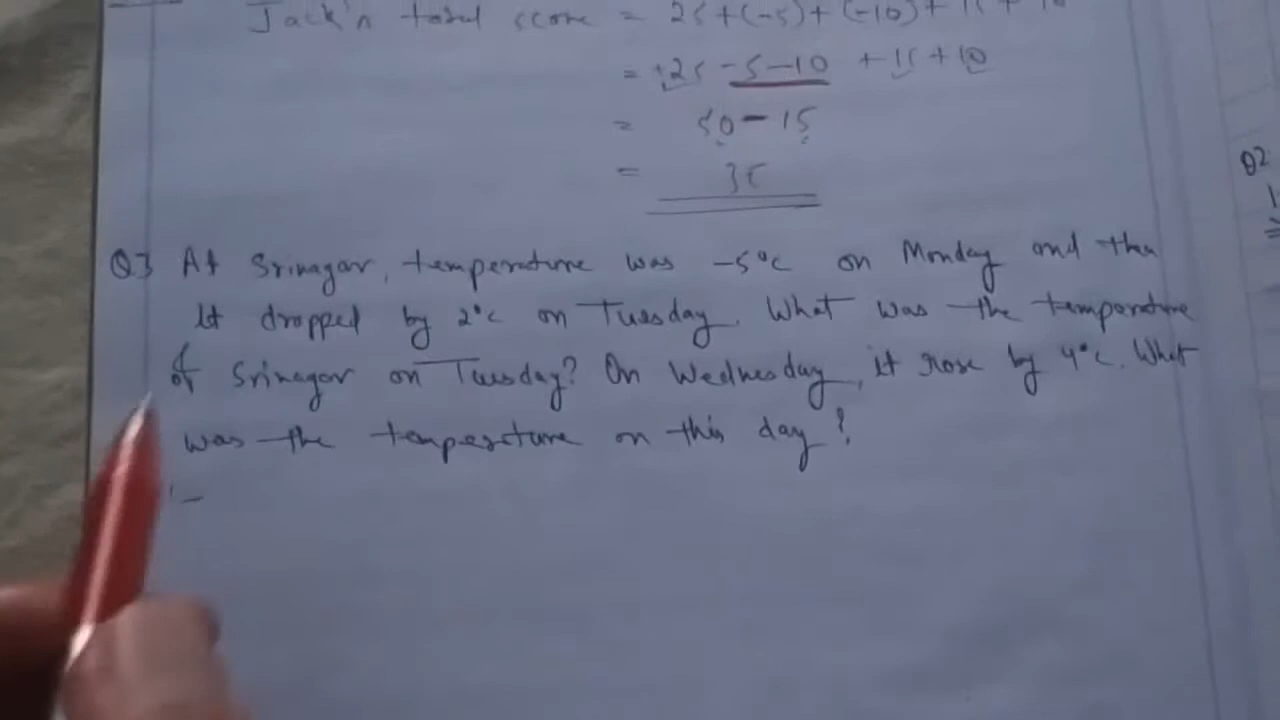 Jack'n total score = 25+(-5)+(-10)+15+10
= +25-5-10 +15+10
= 50-15
= 35
Q3 At Srinagar, temperature was -5°C on Monday and then
It dropped by 2°C on Tuesday. What was the temperature
of Srinagar on Tuesday? On Wednesday, it rose by 4°C. What
was the temperature on this day?
:-
Q2